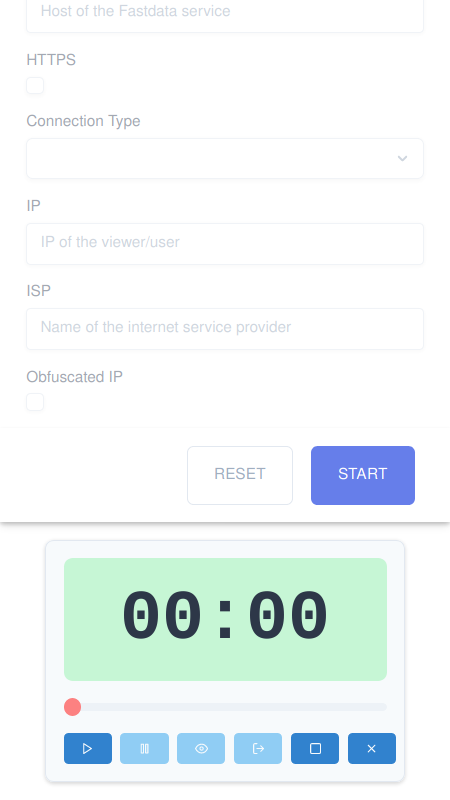 Host of the Fastdata service
HTTPS
Connection Type
IP
IP of the viewer/user
ISP
Name of the internet service provider
Obfuscated IP
RESET
START
00:00